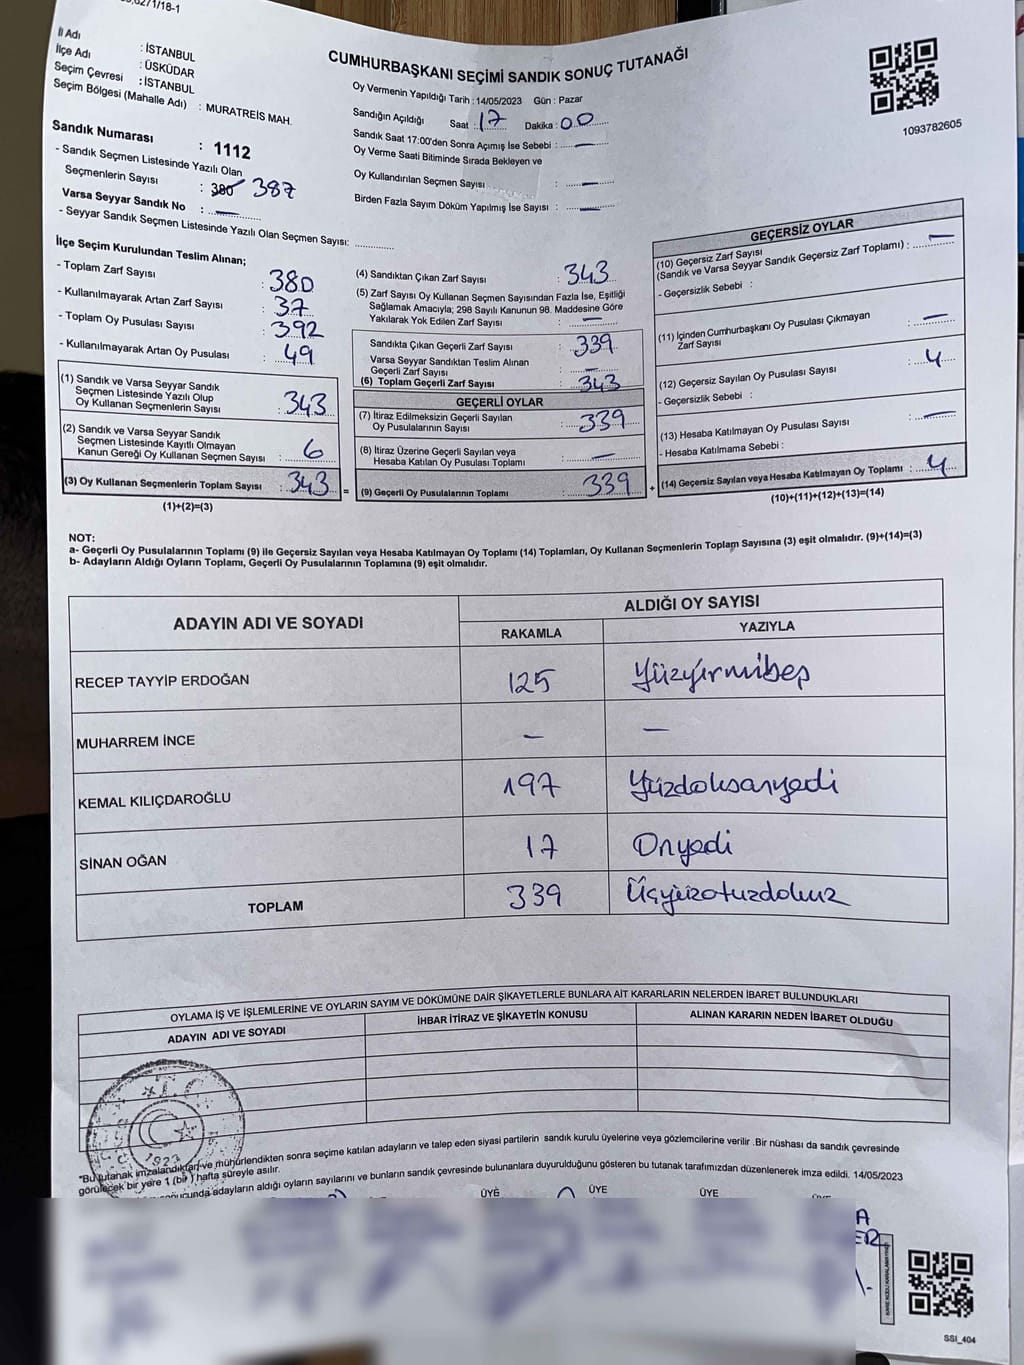 İl Adı : İSTANBUL
İlçe Adı : ÜSKÜDAR
Seçim Çevresi : İSTANBUL
Seçim Bölgesi (Mahalle Adı) : MURATREİS MAH.
Sandık Numarası : 1112
- Sandık Seçmen Listesinde Yazılı Olan
Seçmenlerin Sayısı : 380 387
Varsa Seyyar Sandık No : —
- Seyyar Sandık Seçmen Listesinde Yazılı Olan Seçmen Sayısı: ..............
CUMHURBAŞKANI SEÇİMİ SANDIK SONUÇ TUTANAĞI
Oy Vermenin Yapıldığı Tarih : 14/05/2023 Gün : Pazar
Sandığın Açıldığı Saat : 17 Dakika : 00
Sandık Saat 17:00'den Sonra Açımış İse Sebebi : —
Oy Verme Saati Bitiminde Sırada Bekleyen ve
Oy Kullandırılan Seçmen Sayısı : —
Birden Fazla Sayım Döküm Yapılmış İse Sayısı : —
1093782605
İlçe Seçim Kurulundan Teslim Alınan;
- Toplam Zarf Sayısı : 380
- Kullanılmayarak Artan Zarf Sayısı : 37
- Toplam Oy Pusulası Sayısı : 392
- Kullanılmayarak Artan Oy Pusulası : 49
(1) Sandık ve Varsa Seyyar Sandık
Seçmen Listesinde Yazılı Olup
Oy Kullanan Seçmenlerin Sayısı : 343
(2) Sandık ve Varsa Seyyar Sandık
Seçmen Listesinde Kayıtlı Olmayan
Kanun Gereği Oy Kullanan Seçmen Sayısı : 6
(3) Oy Kullanan Seçmenlerin Toplam Sayısı : 343 =
(1)+(2)=(3)
(4) Sandıktan Çıkan Zarf Sayısı : 343
(5) Zarf Sayısı Oy Kullanan Seçmen Sayısından Fazla İse, Eşitliği
Sağlamak Amacıyla; 298 Sayılı Kanunun 98. Maddesine Göre
Yakılarak Yok Edilen Zarf Sayısı : —
Sandıkta Çıkan Geçerli Zarf Sayısı : 339
Varsa Seyyar Sandıktan Teslim Alınan
Geçerli Zarf Sayısı : —
(6) Toplam Geçerli Zarf Sayısı : 343
GEÇERLİ OYLAR
(7) İtiraz Edilmeksizin Geçerli Sayılan
Oy Pusulalarının Sayısı : 339
(8) İtiraz Üzerine Geçerli Sayılan veya
Hesaba Katılan Oy Pusulası Toplamı : —
(9) Geçerli Oy Pusulalarının Toplamı : 339 +
GEÇERSİZ OYLAR
(10) Geçersiz Zarf Sayısı
(Sandık ve Varsa Seyyar Sandık Geçersiz Zarf Toplamı) : —
- Geçersizlik Sebebi :
(11) İçinden Cumhurbaşkanı Oy Pusulası Çıkmayan
Zarf Sayısı : —
(12) Geçersiz Sayılan Oy Pusulası Sayısı : 4
- Geçersizlik Sebebi :
(13) Hesaba Katılmayan Oy Pusulası Sayısı : —
- Hesaba Katılmama Sebebi :
(14) Geçersiz Sayılan veya Hesaba Katılmayan Oy Toplamı : 4
(10)+(11)+(12)+(13)=(14)
NOT:
a- Geçerli Oy Pusulalarının Toplamı (9) ile Geçersiz Sayılan veya Hesaba Katılmayan Oy Toplamı (14) Toplamları, Oy Kullanan Seçmenlerin Toplam Sayısına (3) eşit olmalıdır. (9)+(14)=(3)
b- Adayların Aldığı Oyların Toplamı, Geçerli Oy Pusulalarının Toplamına (9) eşit olmalıdır.
ADAYIN ADI VE SOYADI ALDIĞI OY SAYISI
RAKAMLA YAZIYLA
RECEP TAYYİP ERDOĞAN 125 Yüzyirmibeş
MUHARREM İNCE — —
KEMAL KILIÇDAROĞLU 197 Yüzdoksanyedi
SİNAN OĞAN 17 Onyedi
TOPLAM 339 Üçyüzotuzdokuz
OYLAMA İŞ VE İŞLEMLERİNE VE OYLARIN SAYIM VE DÖKÜMÜNE DAİR ŞİKAYETLERLE BUNLARA AİT KARARLARIN NELERDEN İBARET BULUNDUKLARI
ADAYIN ADI VE SOYADI İHBAR İTİRAZ VE ŞİKAYETİN KONUSU ALINAN KARARIN NEDEN İBARET OLDUĞU
1923
*Bu tutanak imzalandıktan ve mühürlendikten sonra seçime katılan adayların ve talep eden siyasi partilerin sandık kurulu üyelerine veya gözlemcilerine verilir .Bir nüshası da sandık çevresinde
görülecek bir yere 1 (bir) hafta süreyle asılır.
adayların aldığı oyların sayılarını ve bunların sandık çevresinde bulunanlara duyurulduğunu gösteren bu tutanak tarafımızdan düzenlenerek imza edildi. 14/05/2023
ÜYE ÜYE ÜYE
SSI_404